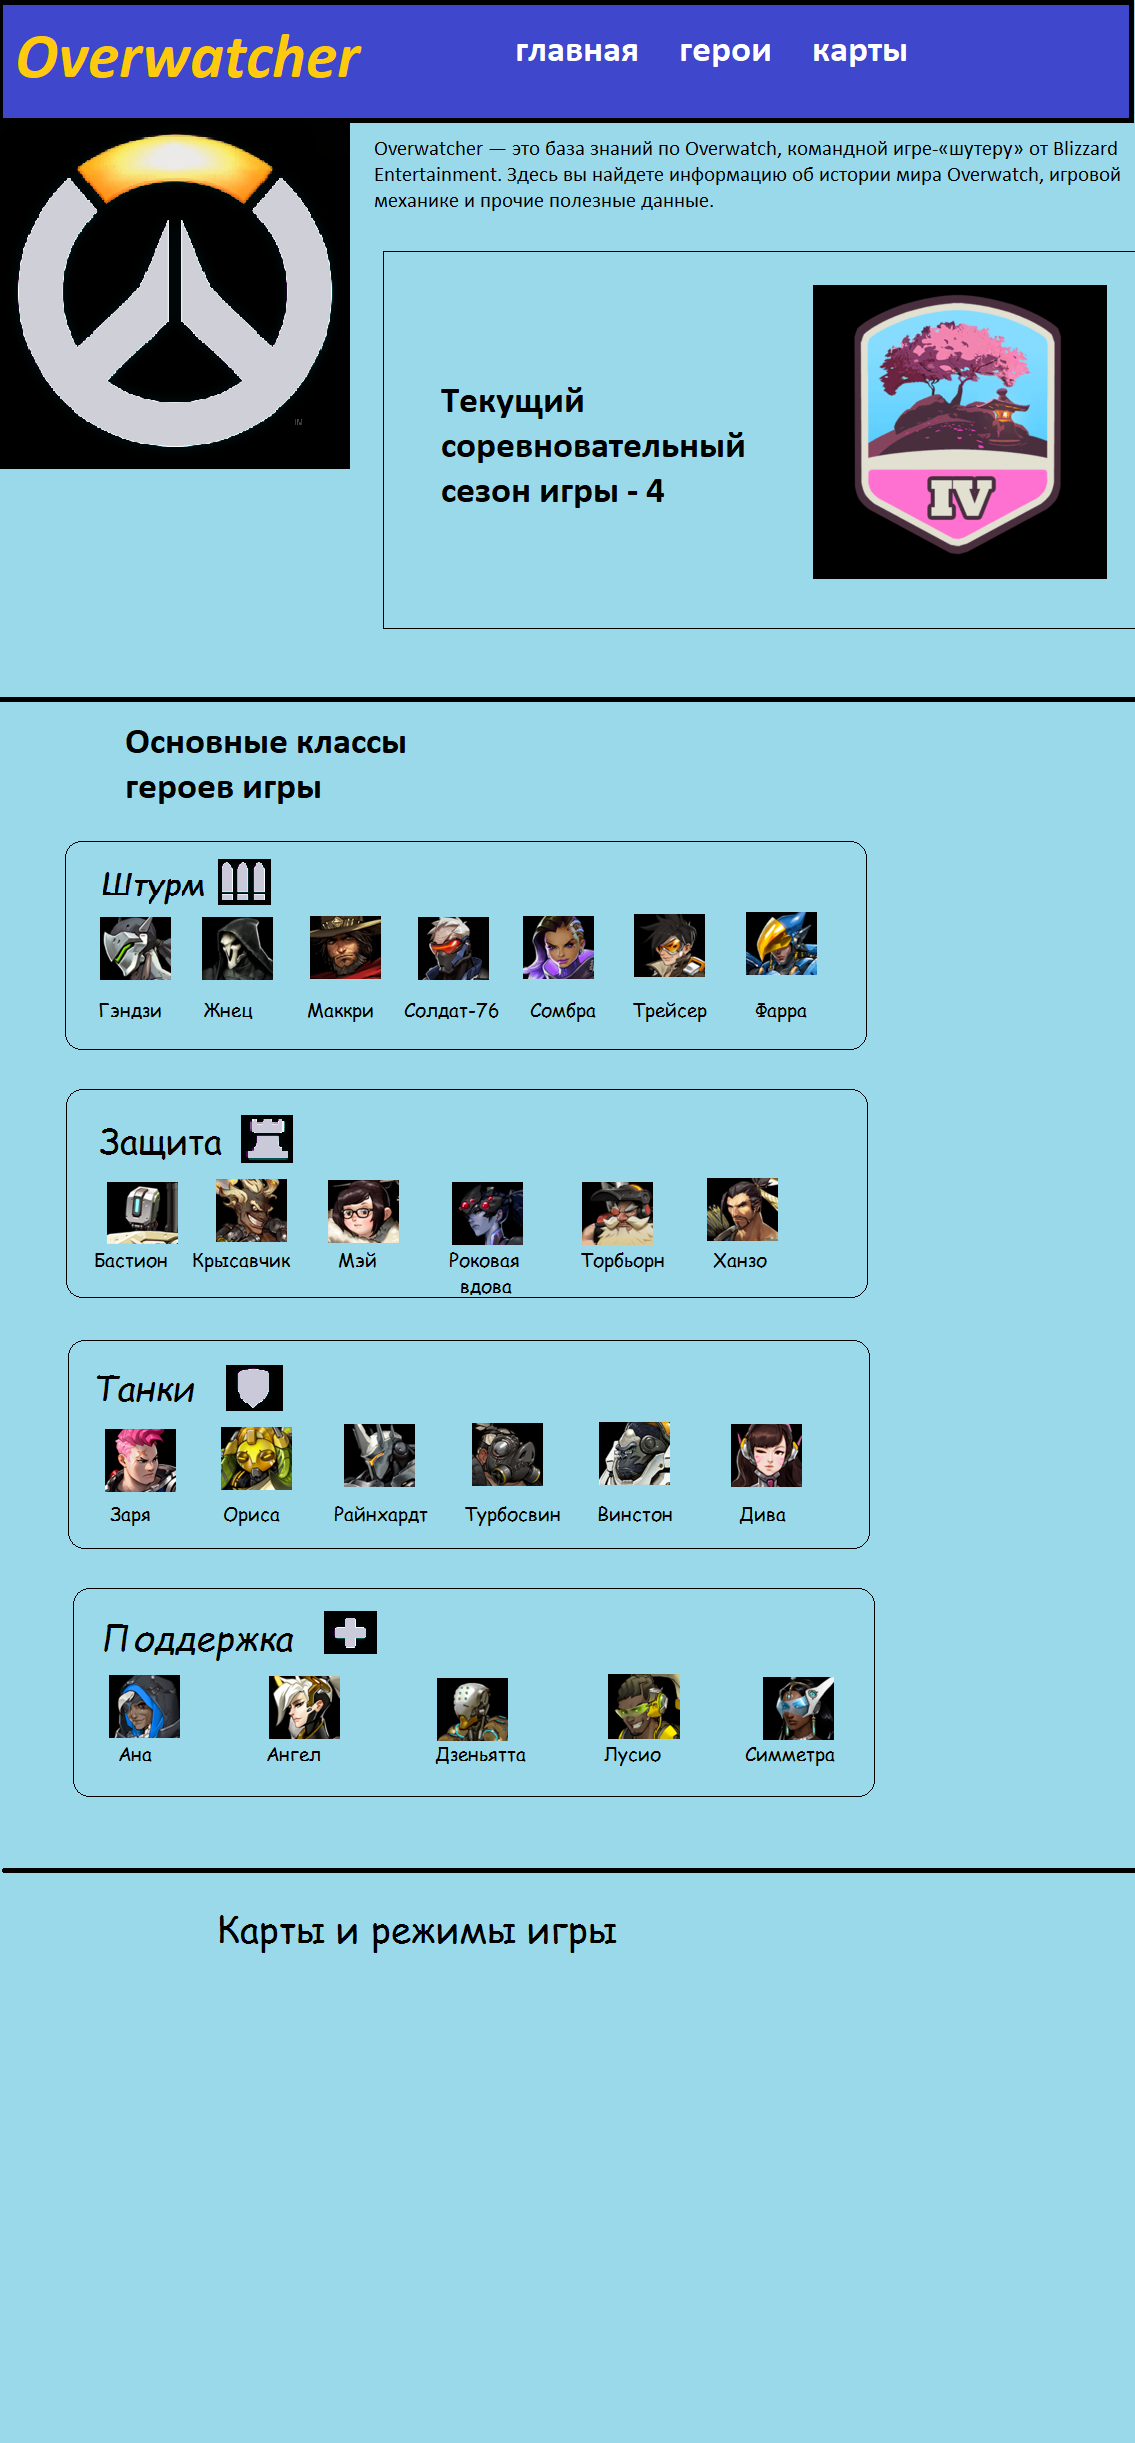 Overwatcher
главная герои карты
Overwatcher — это база знаний по Overwatch, командной игре-«шутеру» от Blizzard
Entertainment. Здесь вы найдете информацию об истории мира Overwatch, игровой
механике и прочие полезные данные.
Текущий
соревновательный
сезон игры - 4
IV
Основные классы
героев игры
Штурм
Гэндзи Жнец Маккри Солдат-76 Сомбра Трейсер Фарра
Защита
Бастион Крысавчик Мэй Роковая Торбьорн Ханзо
вдова
Танки
Заря Ориса Райнхардт Турбосвин Винстон Дива
Поддержка
Ана Ангел Дзеньятта Лусио Симметра
Карты и режимы игры